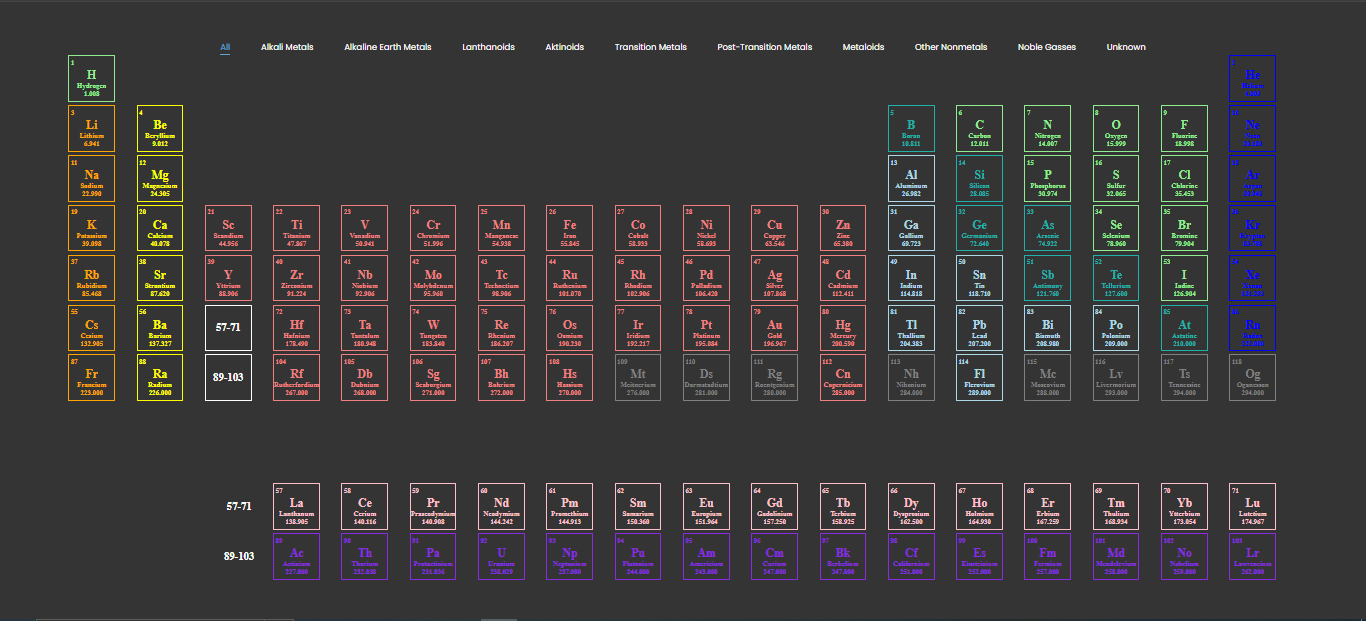 All Alkali Metals Alkaline Earth Metals Lanthanoids Aktinoids Transition Metals Post-Transition Metals Metaloids Other Nonmetals Noble Gasses Unknown
1
H He
Hydrogen
1.008
3 4 5 6 7 8 9
Li Be B C N O F Ne
Lithium Beryllium Boron Carbon Nitrogen Oxygen Fluorine
6.941 9.012 10.811 12.011 14.007 15.999 18.998
11 12 13 14 15 16 17
Na Mg Al Si P S Cl Ar
Sodium Magnesium Aluminum Silicon Phosphorus Sulfur Chlorine
22.990 24.305 26.982 28.085 30.974 32.065 35.453
19 20 21 22 23 24 25 26 27 28 29 30 31 32 33 34 35
K Ca Sc Ti V Cr Mn Fe Co Ni Cu Zn Ga Ge As Se Br Kr
Potassium Calcium Scandium Titanium Vanadium Chromium Manganese Iron Cobalt Nickel Copper Zinc Gallium Germanium Arsenic Selenium Bromine
39.098 40.078 44.956 47.867 50.941 51.996 54.938 55.845 58.933 58.693 63.546 65.380 69.723 72.640 74.922 78.960 79.904
37 38 39 40 41 42 43 44 45 46 47 48 49 50 51 52 53
Rb Sr Y Zr Nb Mo Tc Ru Rh Pd Ag Cd In Sn Sb Te I Xe
Rubidium Strontium Yttrium Zirconium Niobium Molybdenum Technetium Ruthenium Rhodium Palladium Silver Cadmium Indium Tin Antimony Tellurium Iodine
85.468 87.620 88.906 91.224 92.906 95.960 98.906 101.070 102.906 106.420 107.868 112.411 114.818 118.710 121.760 127.600 126.904
55 56 72 73 74 75 76 77 78 79 80 81 82 83 84 85
Cs Ba 57-71 Hf Ta W Re Os Ir Pt Au Hg Tl Pb Bi Po At Rn
Cesium Barium Hafnium Tantalum Tungsten Rhenium Osmium Iridium Platinum Gold Mercury Thallium Lead Bismuth Polonium Astatine
132.905 137.327 178.490 180.948 183.840 186.207 190.230 192.217 195.084 196.967 200.590 204.383 207.200 208.980 209.000 210.000
87 88 104 105 106 107 108 109 110 111 112 113 114 115 116 117 118
Fr Ra 89-103 Rf Db Sg Bh Hs Mt Ds Rg Cn Nh Fl Mc Lv Ts Og
Francium Radium Rutherfordium Dubnium Seaborgium Bohrium Hassium Meitnerium Darmstadtium Roentgenium Copernicium Nihonium Flerovium Moscovium Livermorium Tennessine Oganesson
223.000 226.000 267.000 268.000 271.000 272.000 270.000 276.000 281.000 280.000 285.000 284.000 289.000 288.000 293.000 294.000 294.000
57 58 59 60 61 62 63 64 65 66 67 68 69 70 71
57-71 La Ce Pr Nd Pm Sm Eu Gd Tb Dy Ho Er Tm Yb Lu
Lanthanum Cerium Praseodymium Neodymium Promethium Samarium Europium Gadolinium Terbium Dysprosium Holmium Erbium Thulium Ytterbium Lutetium
138.905 140.116 140.908 144.242 144.913 150.360 151.964 157.250 158.925 162.500 164.930 167.259 168.934 173.054 174.967
89 90 91 92 93 94 95 96 97 98 99 100 101 102 103
89-103 Ac Th Pa U Np Pu Am Cm Bk Cf Es Fm Md No Lr
Actinium Thorium Protactinium Uranium Neptunium Plutonium Americium Curium Berkelium Californium Einsteinium Fermium Mendelevium Nobelium Lawrencium
227.000 232.038 231.036 238.029 237.000 244.000 243.000 247.000 247.000 251.000 252.000 257.000 258.000 259.000 262.000